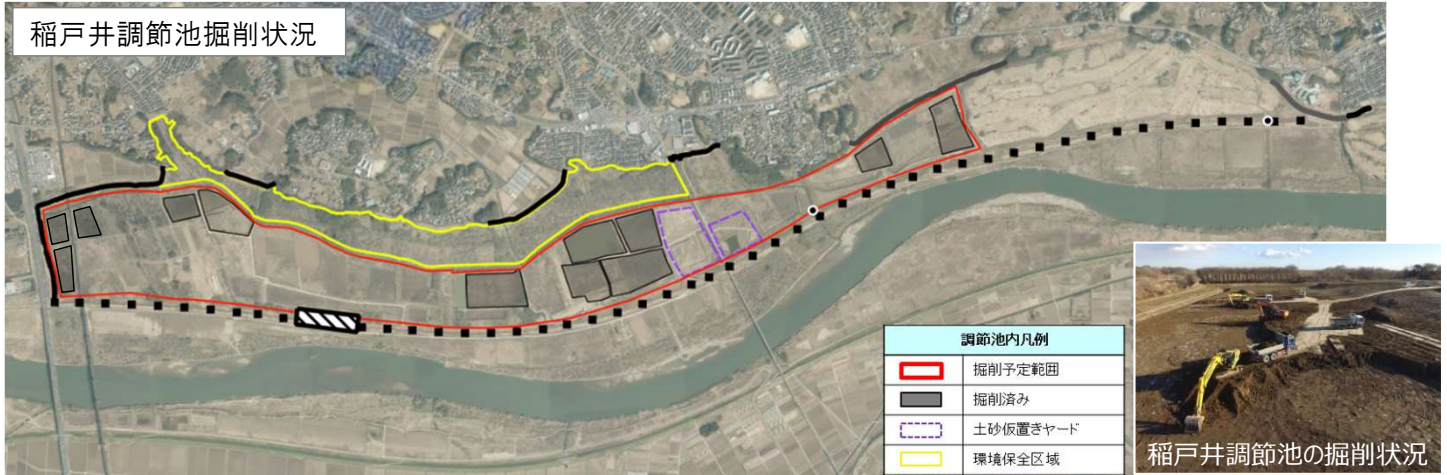 稲戸井調節池掘削状況
調節池内凡例
掘削予定範囲
掘削済み
土砂仮置きヤード
環境保全区域
稲戸井調節池の掘削状況